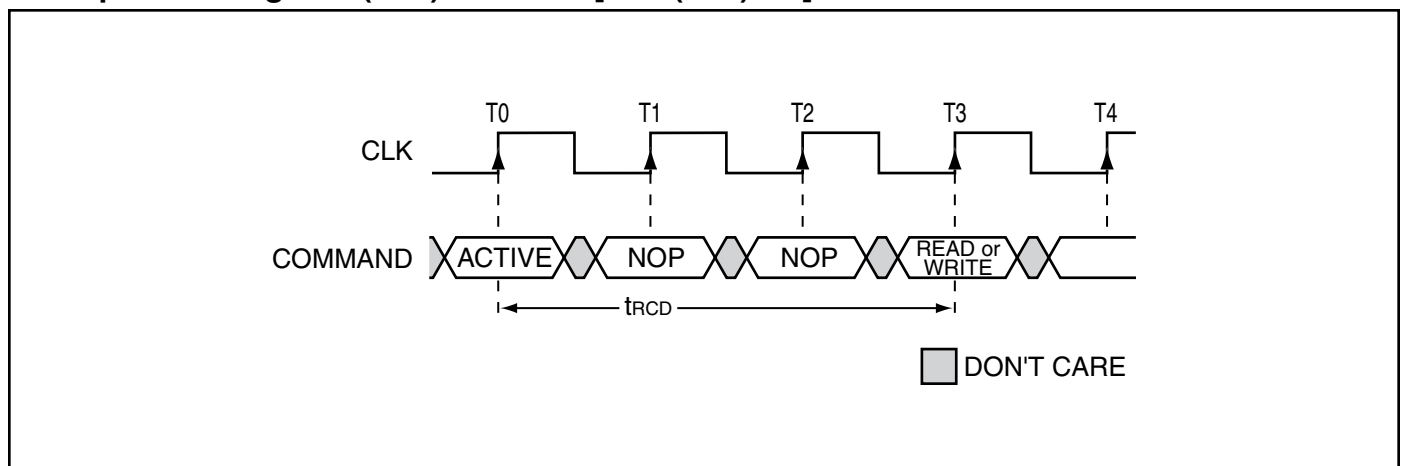 T0 T1 T2 T3 T4
CLK
COMMAND ACTIVE NOP NOP READ or
WRITE
tRCD
DON'T CARE